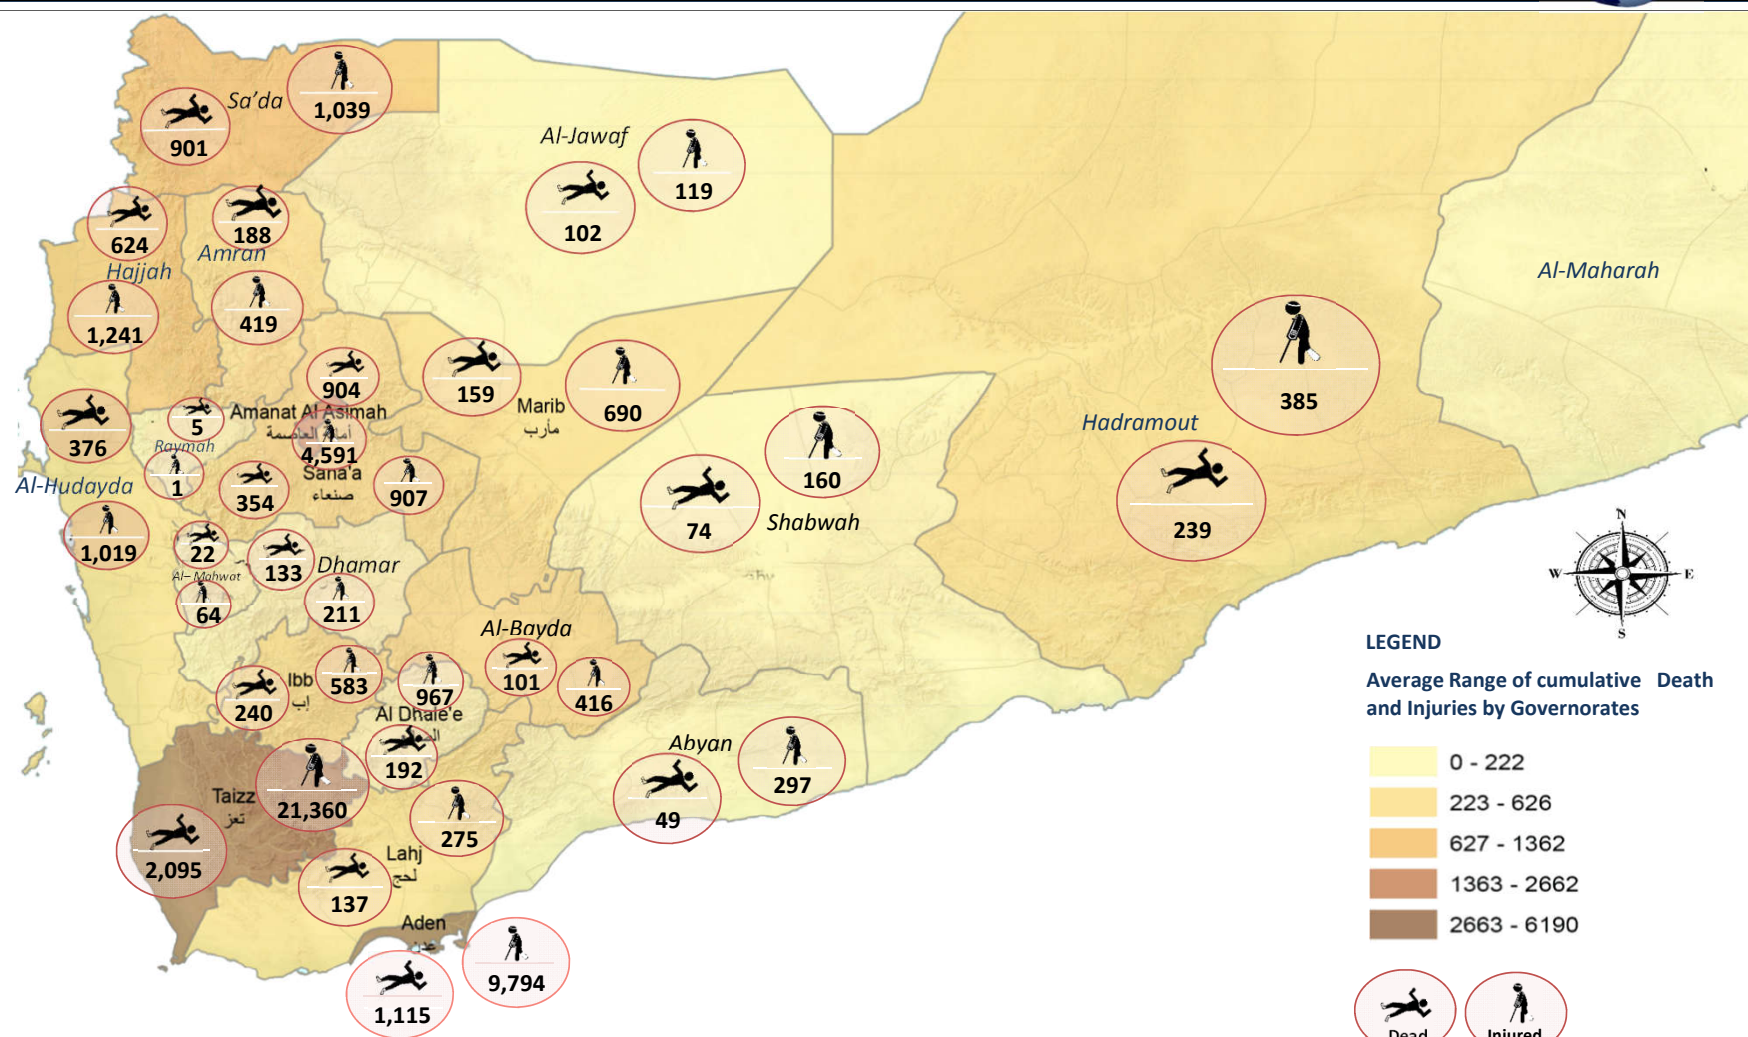 Sa'da
1,039
901
Al-Jawaf
119
102
624
188
Hajjah
Amran
1,241
419
Al-Maharah
904
159
690
Marib
مأرب
385
Hadramout
239
376
5
Amanat Al Asimah
4,591
Raymah
1
354
Sana'a
صنعاء
907
Al-Hudayda
1,019
160
74
Shabwah
22
133
Dhamar
Al– Mahwat
64
211
Al-Bayda
101
416
Ibb
إب
583
967
240
Al Dhale'e
192
Abyan
297
49
Taizz
تعز
21,360
2,095
275
Lahj
لحج
137
Aden
عدن
9,794
1,115
N
W
E
S
LEGEND
Average Range of cumulative Death
and Injuries by Governorates
0 - 222
223 - 626
627 - 1362
1363 - 2662
2663 - 6190
Dead
Injured